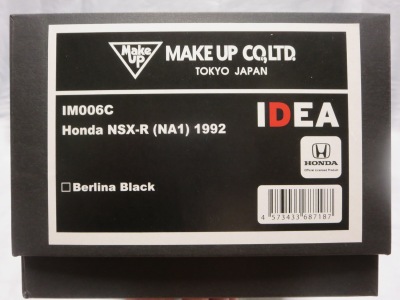 Make UP
MAKE UP CO.,LTD.
TOKYO JAPAN
IM006C
Honda NSX-R (NA1) 1992
IDEA
HONDA
Official Licensed Product
□Berlina Black
4 573433 687187